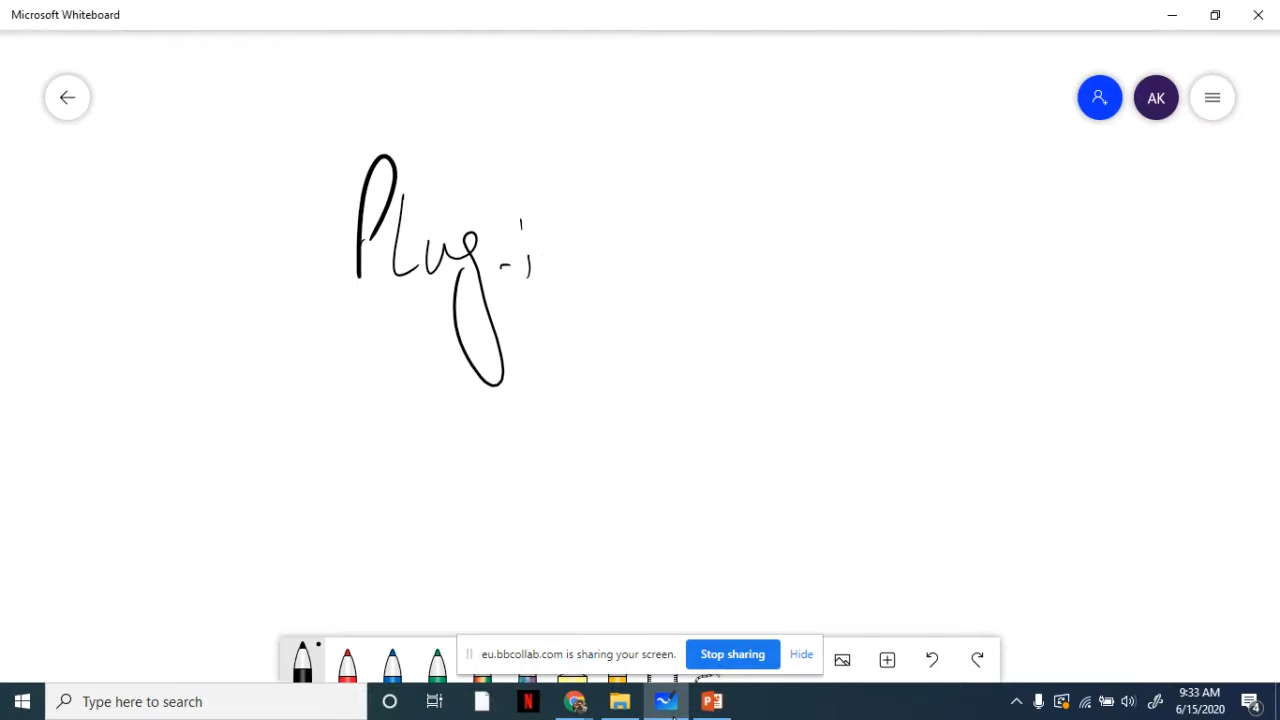 Microsoft Whiteboard
AK
Plug-i
eu.bbcollab.com is sharing your screen.
Stop sharing
Hide
Type here to search
9:33 AM
6/15/2020
4